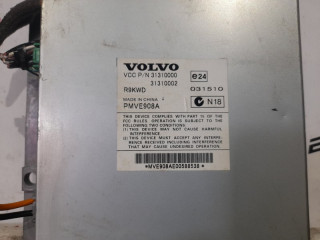 VOLVO
VCC P/N 31310000
31310002
e24
R9KWD
031510
MADE IN CHINA
N18
PMVE908A
THIS DEVICE COMPLIES WITH PART 15 OF THE
FCC RULES. OPERATION IS SUBJECT TO THE
FOLLOWING TWO CONDITIONS:
(1) THIS DEVICE MAY NOT CAUSE HARMFUL
INTERFERENCE, AND
(2) THIS DEVICE MUST ACCEPT ANY INTERFER-
ENCE RECEIVED INCLUDING INTERFERENCE
THAT MAY CAUSE UNDESIRED OPERATION.